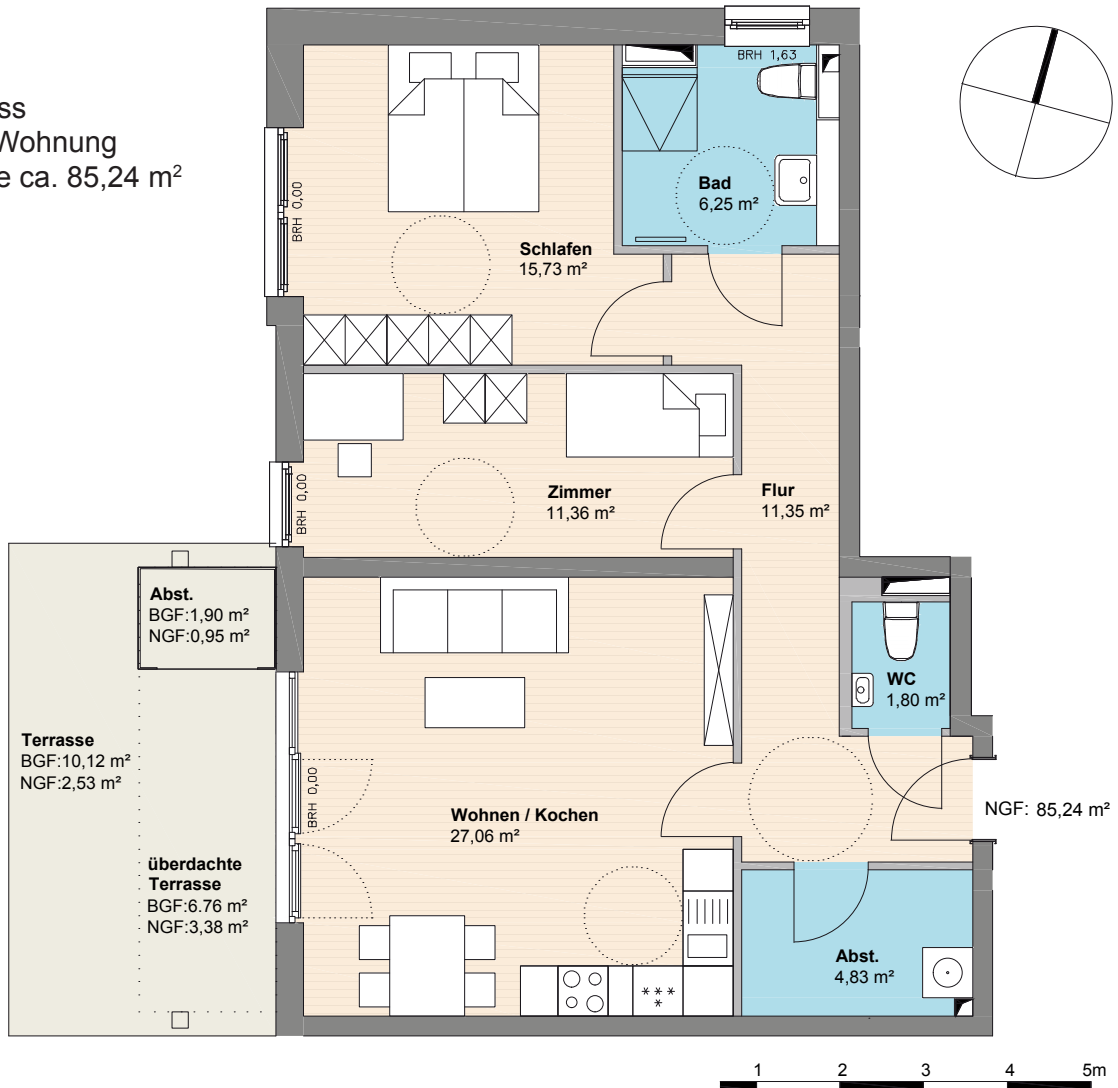 ss
Wohnung
e ca. 85,24 m²
BRH 1,63
Bad
6,25 m²
BRH 0,00
Schlafen
15,73 m²
BRH 0,00
Zimmer
11,36 m²
Flur
11,35 m²
Abst.
BGF:1,90 m²
NGF:0,95 m²
WC
1,80 m²
Terrasse
BGF:10,12 m²
NGF:2,53 m²
BRH 0,00
Wohnen / Kochen
27,06 m²
NGF: 85,24 m²
überdachte
Terrasse
BGF:6.76 m²
NGF:3,38 m²
Abst.
4,83 m²
***
1 2 3 4 5m